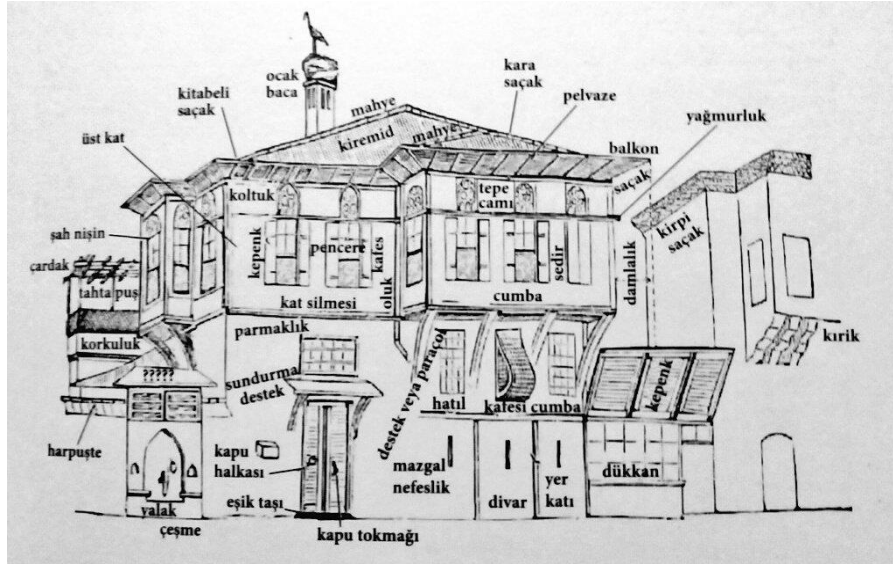 ocak
baca
kitabeli
saçak
mahye
kara
saçak
pelvaze
yağmurluk
üst kat
kiremid
mahye
balkon
saçak
koltuk
tepe
camı
kirpi
saçak
şah nişin
kepenk
pencere
kafes
sedir
damlalık
çardak
tahta puş
oluk
kat silmesi
cumba
parmaklık
korkuluk
kırik
?????
sundurma
destek
destek veya paraçol
hatıl
kafesi cumba
kepenk
harpuşte
kapu
halkası
mazgal
nefeslik
divar
yer
katı
dükkan
yalak
çeşme
eşik taşı
kapu tokmağı